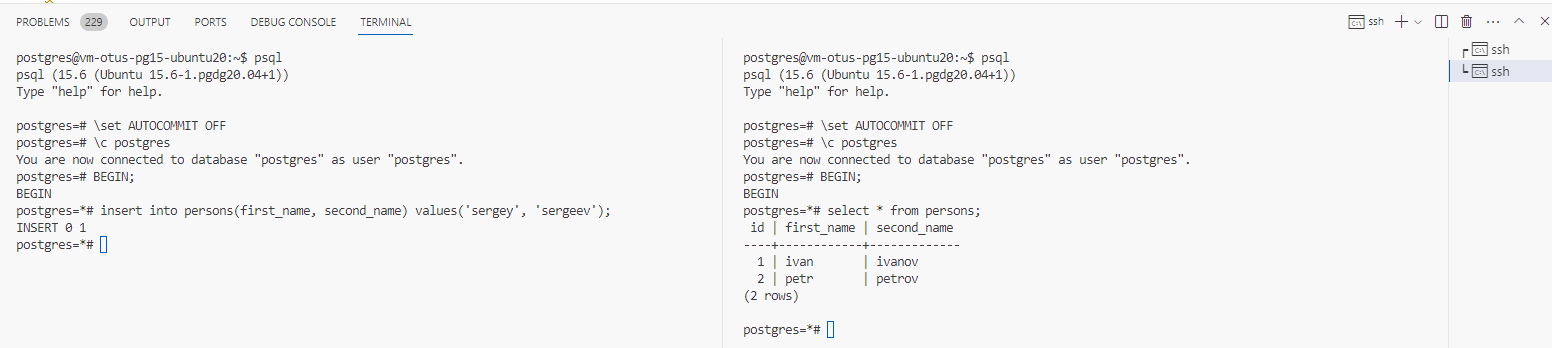 PROBLEMS 229 OUTPUT PORTS DEBUG CONSOLE TERMINAL ssh
postgres@vm-otus-pg15-ubuntu20:~$ psql
psql (15.6 (Ubuntu 15.6-1.pgdg20.04+1))
Type "help" for help.
postgres=# \set AUTOCOMMIT OFF
postgres=# \c postgres
You are now connected to database "postgres" as user "postgres".
postgres=# BEGIN;
BEGIN
postgres=*# insert into persons(first_name, second_name) values('sergey', 'sergeev');
INSERT 0 1
postgres=*#
postgres@vm-otus-pg15-ubuntu20:~$ psql
psql (15.6 (Ubuntu 15.6-1.pgdg20.04+1))
Type "help" for help.
postgres=# \set AUTOCOMMIT OFF
postgres=# \c postgres
You are now connected to database "postgres" as user "postgres".
postgres=# BEGIN;
BEGIN
postgres=*# select * from persons;
 id | first_name | second_name
----+------------+-------------
  1 | ivan       | ivanov
  2 | petr       | petrov
(2 rows)
postgres=*#
ssh
ssh